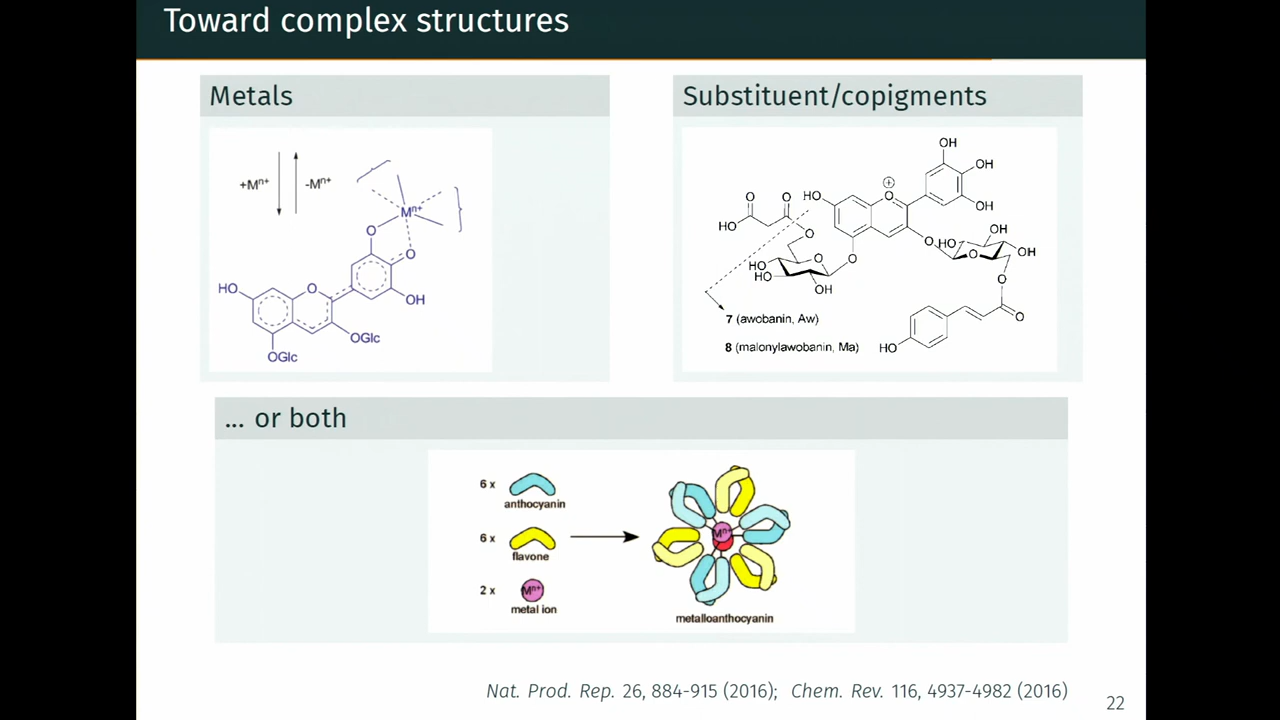 Toward complex structures
Metals
+Mⁿ⁺
-Mⁿ⁺
Mⁿ⁺
O
O
HO
O
OH
OGlc
OGlc
Substituent/copigments
OH
OH
OH
HO
O
⊕
O
O
HO
O
O
HO
HO
O
OH
O
HO
OH
OH
O
O
O
HO
7 (awobanin, Aw)
8 (malonylawobanin, Ma)
... or both
6 x
anthocyanin
6 x
flavone
2 x
Mⁿ⁺
metal ion
Mⁿ⁺
metalloanthocyanin
Nat. Prod. Rep. 26, 884-915 (2016); Chem. Rev. 116, 4937-4982 (2016)
22